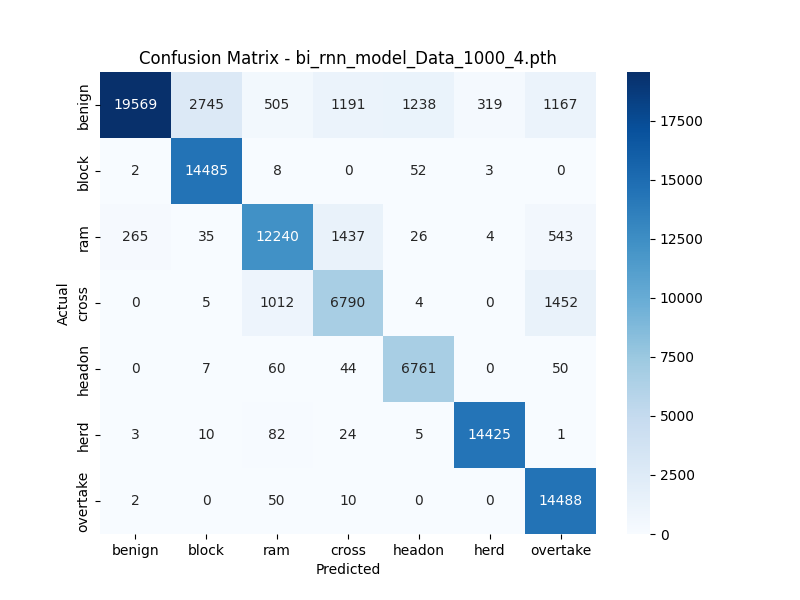 Confusion Matrix - bi_rnn_model_Data_1000_4.pth
benign 19569 2745 505 1191 1238 319 1167
block 2 14485 8 0 52 3 0
ram 265 35 12240 1437 26 4 543
cross 0 5 1012 6790 4 0 1452
headon 0 7 60 44 6761 0 50
herd 3 10 82 24 5 14425 1
overtake 2 0 50 10 0 0 14488
Actual
benign block ram cross headon herd overtake
Predicted
17500
15000
12500
10000
7500
5000
2500
0